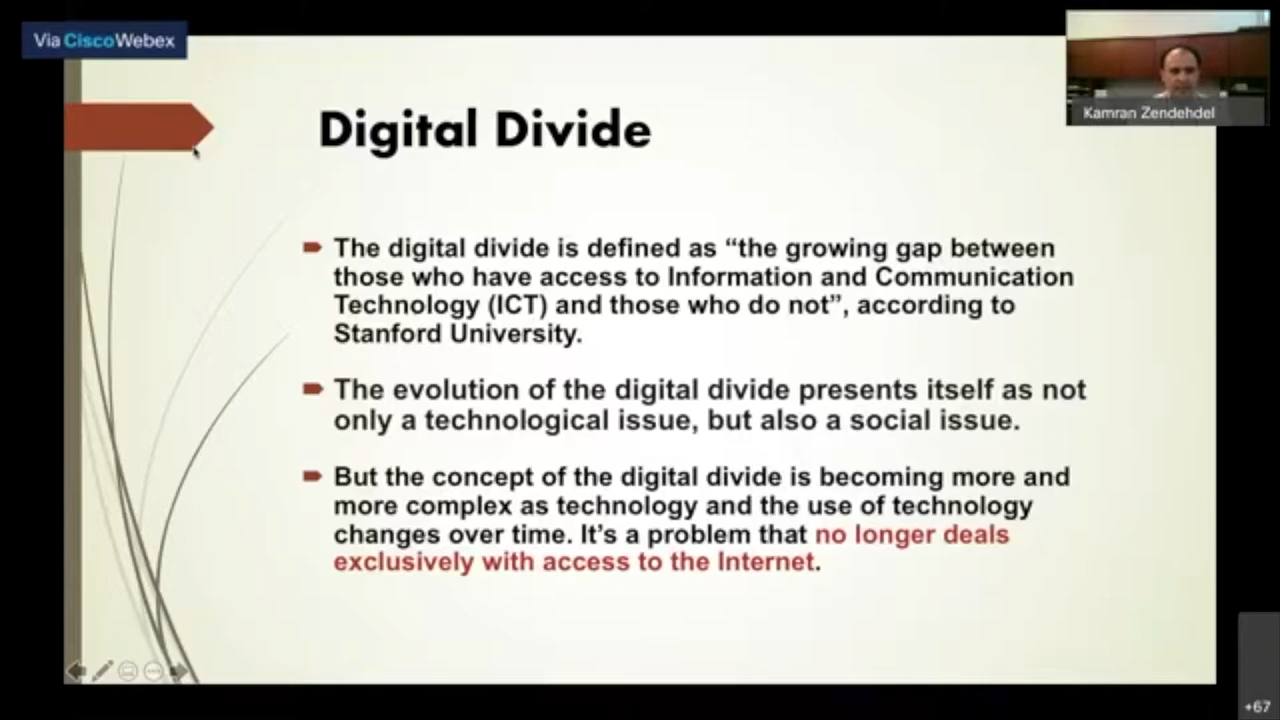 Via Cisco Webex
Kamran Zendehdel
Digital Divide
The digital divide is defined as “the growing gap between
those who have access to Information and Communication
Technology (ICT) and those who do not”, according to
Stanford University.
The evolution of the digital divide presents itself as not
only a technological issue, but also a social issue.
But the concept of the digital divide is becoming more and
more complex as technology and the use of technology
changes over time. It’s a problem that no longer deals
exclusively with access to the Internet.
+67